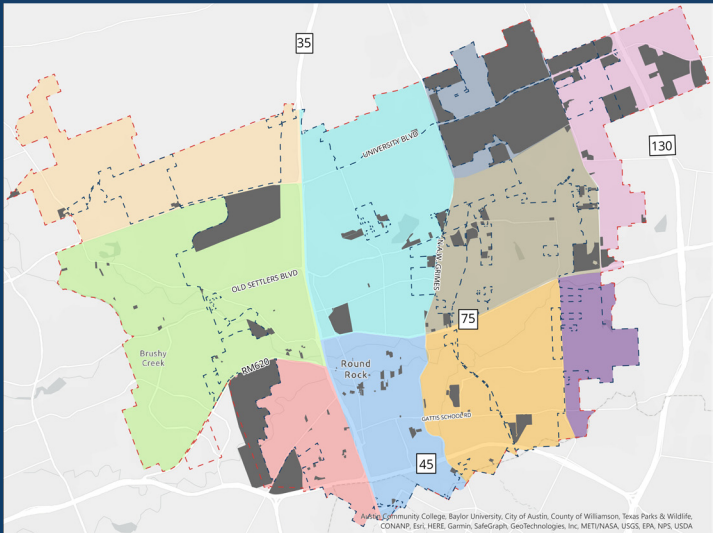 35
UNIVERSITY BLVD
130
N A.W. GRIMES
OLD SETTLERS BLVD
75
Brushy
Creek
RM620
Round
Rock
GATTIS SCHOOL RD
45
Austin Community College, Baylor University, City of Austin, County of Williamson, Texas Parks & Wildlife,
CONANP, Esri, HERE, Garmin, SafeGraph, GeoTechnologies, Inc, METI/NASA, USGS, EPA, NPS, USDA